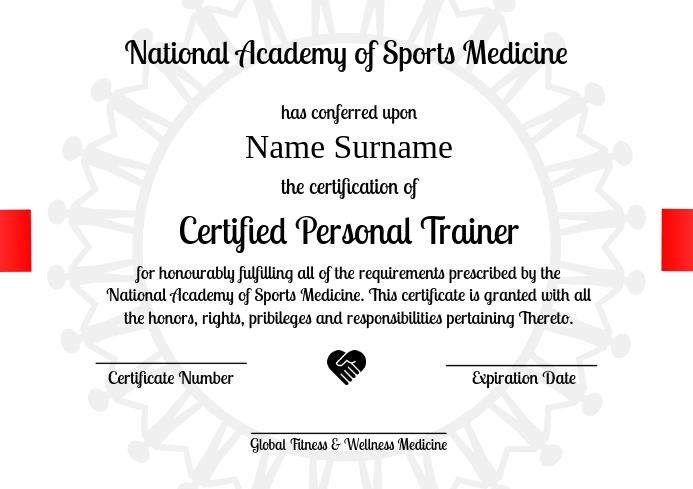 National Academy of Sports Medicine
has conferred upon
Name Surname
the certification of
Certified Personal Trainer
for honourably fulfilling all of the requirements prescribed by the
National Academy of Sports Medicine. This certificate is granted with all
the honors, rights, pribileges and responsibilities pertaining Thereto.
Certificate Number
Expiration Date
Global Fitness & Wellness Medicine